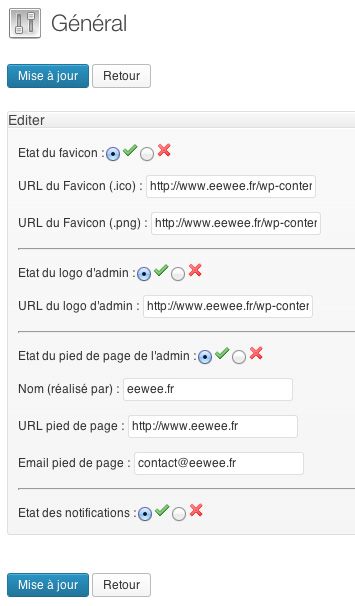 Général
Mise à jour Retour
Editer
Etat du favicon :
URL du Favicon (.ico) : http://www.eewee.fr/wp-conter
URL du Favicon (.png) : http://www.eewee.fr/wp-conter
Etat du logo d'admin :
URL du logo d'admin : http://www.eewee.fr/wp-conter
Etat du pied de page de l'admin :
Nom (réalisé par) : eewee.fr
URL pied de page : http://www.eewee.fr
Email pied de page : contact@eewee.fr
Etat des notifications :
Mise à jour Retour